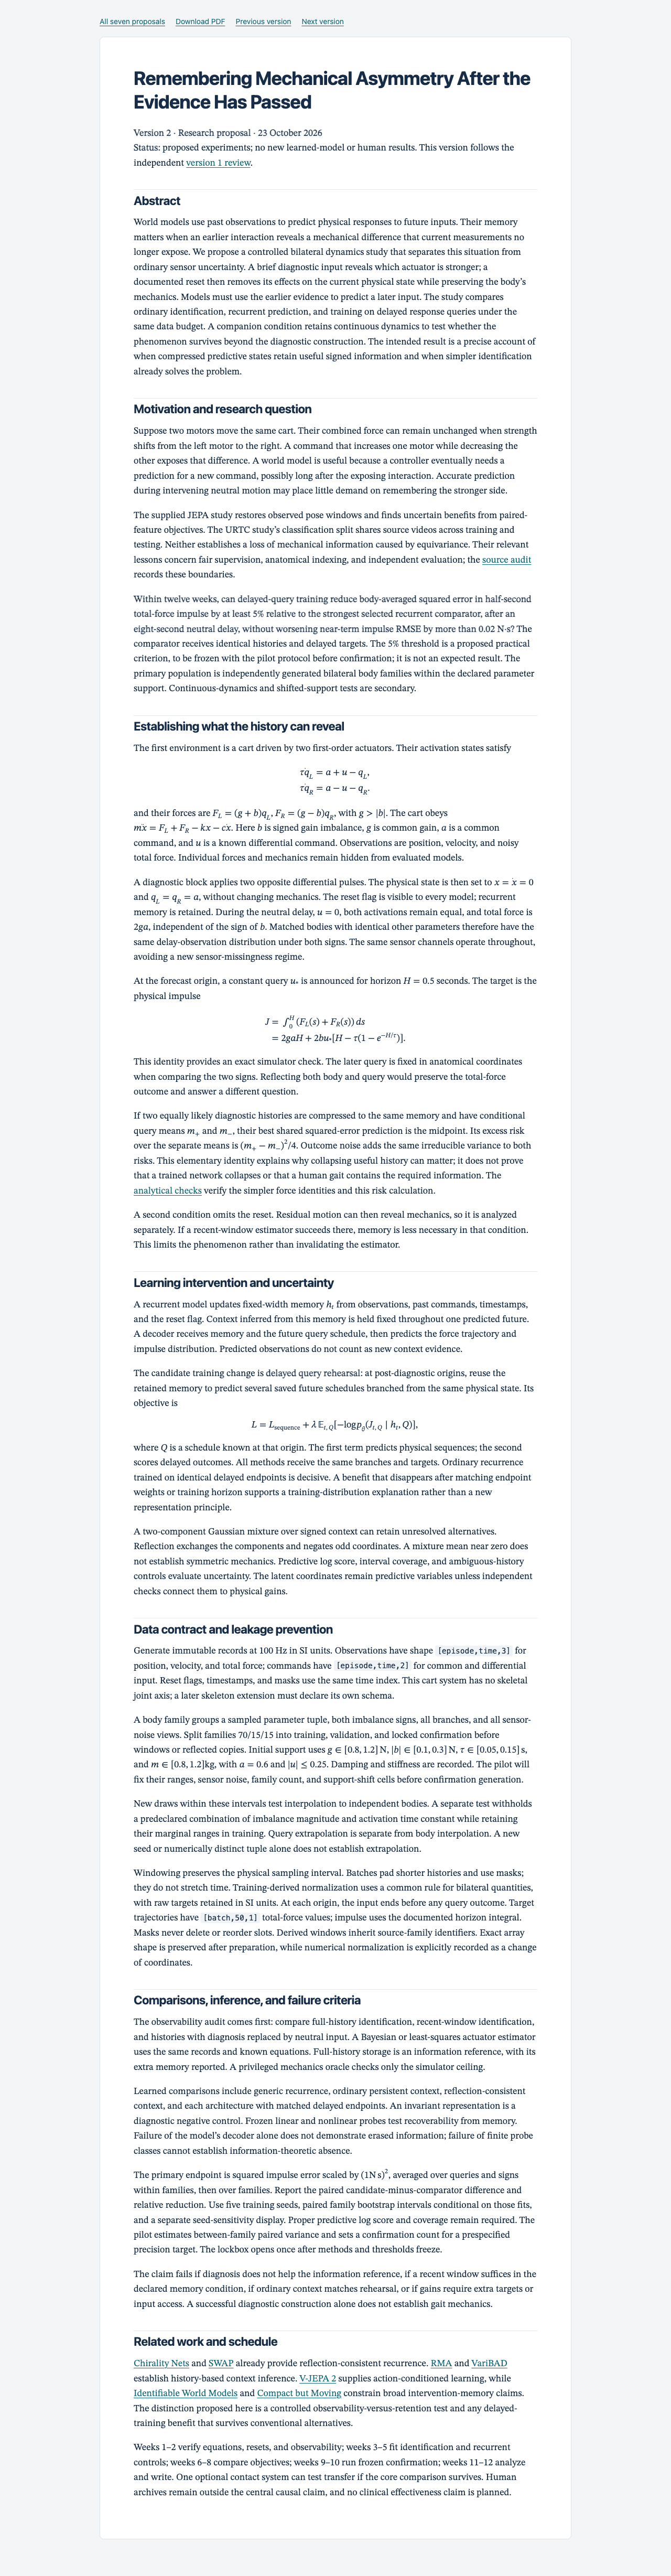 All seven proposals Download PDF Previous version Next version
Remembering Mechanical Asymmetry After the
Evidence Has Passed
Version 2 · Research proposal · 23 October 2026
Status: proposed experiments; no new learned-model or human results. This version follows the
independent version 1 review.
Abstract
World models use past observations to predict physical responses to future inputs. Their memory
matters when an earlier interaction reveals a mechanical difference that current measurements no
longer expose. We propose a controlled bilateral dynamics study that separates this situation from
ordinary sensor uncertainty. A brief diagnostic input reveals which actuator is stronger; a
documented reset then removes its effects on the current physical state while preserving the body’s
mechanics. Models must use the earlier evidence to predict a later input. The study compares
ordinary identification, recurrent prediction, and training on delayed response queries under the
same data budget. A companion condition retains continuous dynamics to test whether the
phenomenon survives beyond the diagnostic construction. The intended result is a precise account of
when compressed predictive states retain useful signed information and when simpler identification
already solves the problem.
Motivation and research question
Suppose two motors move the same cart. Their combined force can remain unchanged when strength
shifts from the left motor to the right. A command that increases one motor while decreasing the
other exposes that difference. A world model is useful because a controller eventually needs a
prediction for a new command, possibly long after the exposing interaction. Accurate prediction
during intervening neutral motion may place little demand on remembering the stronger side.
The supplied JEPA study restores observed pose windows and finds uncertain benefits from paired-
feature objectives. The URTC study’s classification split shares source videos across training and
testing. Neither establishes a loss of mechanical information caused by equivariance. Their relevant
lessons concern fair supervision, anatomical indexing, and independent evaluation; the source audit
records these boundaries.
Within twelve weeks, can delayed-query training reduce body-averaged squared error in half-second
total-force impulse by at least 5% relative to the strongest selected recurrent comparator, after an
eight-second neutral delay, without worsening near-term impulse RMSE by more than 0.02 N·s? The
comparator receives identical histories and delayed targets. The 5% threshold is a proposed practical
criterion, to be frozen with the pilot protocol before confirmation; it is not an expected result. The
primary population is independently generated bilateral body families within the declared parameter
support. Continuous-dynamics and shifted-support tests are secondary.
Establishing what the history can reveal
The first environment is a cart driven by two first-order actuators. Their activation states satisfy
τq̇_L = a + u − q_L,
τq̇_R = a − u − q_R.
and their forces are F_L = (g + b)q_L, F_R = (g − b)q_R, with g > |b|. The cart obeys
mẍ = F_L + F_R − kx − cẋ. Here b is signed gain imbalance, g is common gain, a is a common
command, and u is a known differential command. Observations are position, velocity, and noisy
total force. Individual forces and mechanics remain hidden from evaluated models.
A diagnostic block applies two opposite differential pulses. The physical state is then set to x = ẋ = 0
and q_L = q_R = a, without changing mechanics. The reset flag is visible to every model; recurrent
memory is retained. During the neutral delay, u = 0, both activations remain equal, and total force is
2ga, independent of the sign of b. Matched bodies with identical other parameters therefore have the
same delay-observation distribution under both signs. The same sensor channels operate throughout,
avoiding a new sensor-missingness regime.
At the forecast origin, a constant query u* is announced for horizon H = 0.5 seconds. The target is the
physical impulse
J = ∫_0^H (F_L(s) + F_R(s)) ds
= 2gaH + 2bu*[H − τ(1 − e^{−H/τ})].
This identity provides an exact simulator check. The later query is fixed in anatomical coordinates
when comparing the two signs. Reflecting both body and query would preserve the total-force
outcome and answer a different question.
If two equally likely diagnostic histories are compressed to the same memory and have conditional
query means m₊ and m₋, their best shared squared-error prediction is the midpoint. Its excess risk
over the separate means is (m₊ − m₋)²/4. Outcome noise adds the same irreducible variance to both
risks. This elementary identity explains why collapsing useful history can matter; it does not prove
that a trained network collapses or that a human gait contains the required information. The
analytical checks verify the simpler force identities and this risk calculation.
A second condition omits the reset. Residual motion can then reveal mechanics, so it is analyzed
separately. If a recent-window estimator succeeds there, memory is less necessary in that condition.
This limits the phenomenon rather than invalidating the estimator.
Learning intervention and uncertainty
A recurrent model updates fixed-width memory h_t from observations, past commands, timestamps,
and the reset flag. Context inferred from this memory is held fixed throughout one predicted future.
A decoder receives memory and the future query schedule, then predicts the force trajectory and
impulse distribution. Predicted observations do not count as new context evidence.
The candidate training change is delayed query rehearsal: at post-diagnostic origins, reuse the
retained memory to predict several saved future schedules branched from the same physical state. Its
objective is
L = L_sequence + λ 𝔼_{t,Q}[−log p_θ(J_{t,Q} | h_t, Q)],
where Q is a schedule known at that origin. The first term predicts physical sequences; the second
scores delayed outcomes. All methods receive the same branches and targets. Ordinary recurrence
trained on identical delayed endpoints is decisive. A benefit that disappears after matching endpoint
weights or training horizon supports a training-distribution explanation rather than a new
representation principle.
A two-component Gaussian mixture over signed context can retain unresolved alternatives.
Reflection exchanges the components and negates odd coordinates. A mixture mean near zero does
not establish symmetric mechanics. Predictive log score, interval coverage, and ambiguous-history
controls evaluate uncertainty. The latent coordinates remain predictive variables unless independent
checks connect them to physical gains.
Data contract and leakage prevention
Generate immutable records at 100 Hz in SI units. Observations have shape [episode,time,3] for
position, velocity, and total force; commands have [episode,time,2] for common and differential
input. Reset flags, timestamps, and masks use the same time index. This cart system has no skeletal
joint axis; a later skeleton extension must declare its own schema.
A body family groups a sampled parameter tuple, both imbalance signs, all branches, and all sensor-
noise views. Split families 70/15/15 into training, validation, and locked confirmation before
windows or reflected copies. Initial support uses g ∈ [0.8, 1.2] N, |b| ∈ [0.1, 0.3] N, τ ∈ [0.05, 0.15] s,
and m ∈ [0.8, 1.2]kg, with a = 0.6 and |u| ≤ 0.25. Damping and stiffness are recorded. The pilot will
fix their ranges, sensor noise, family count, and support-shift cells before confirmation generation.
New draws within these intervals test interpolation to independent bodies. A separate test withholds
a predeclared combination of imbalance magnitude and activation time constant while retaining
their marginal ranges in training. Query extrapolation is separate from body interpolation. A new
seed or numerically distinct tuple alone does not establish extrapolation.
Windowing preserves the physical sampling interval. Batches pad shorter histories and use masks;
they do not stretch time. Training-derived normalization uses a common rule for bilateral quantities,
with raw targets retained in SI units. At each origin, the input ends before any query outcome. Target
trajectories have [batch,50,1] total-force values; impulse uses the documented horizon integral.
Masks never delete or reorder slots. Derived windows inherit source-family identifiers. Exact array
shape is preserved after preparation, while numerical normalization is explicitly recorded as a change
of coordinates.
Comparisons, inference, and failure criteria
The observability audit comes first: compare full-history identification, recent-window identification,
and histories with diagnosis replaced by neutral input. A Bayesian or least-squares actuator estimator
uses the same records and known equations. Full-history storage is an information reference, with its
extra memory reported. A privileged mechanics oracle checks only the simulator ceiling.
Learned comparisons include generic recurrence, ordinary persistent context, reflection-consistent
context, and each architecture with matched delayed endpoints. An invariant representation is a
diagnostic negative control. Frozen linear and nonlinear probes test recoverability from memory.
Failure of the model’s decoder alone does not demonstrate erased information; failure of finite probe
classes cannot establish information-theoretic absence.
The primary endpoint is squared impulse error scaled by (1N s)², averaged over queries and signs
within families, then over families. Report the paired candidate-minus-comparator difference and
relative reduction. Use five training seeds, paired family bootstrap intervals conditional on those fits,
and a separate seed-sensitivity display. Proper predictive log score and coverage remain required. The
pilot estimates between-family paired variance and sets a confirmation count for a prespecified
precision target. The lockbox opens once after methods and thresholds freeze.
The claim fails if diagnosis does not help the information reference, if a recent window suffices in the
declared memory condition, if ordinary context matches rehearsal, or if gains require extra targets or
input access. A successful diagnostic construction alone does not establish gait mechanics.
Related work and schedule
Chirality Nets and SWAP already provide reflection-consistent recurrence. RMA and VariBAD
establish history-based context inference. V-JEPA 2 supplies action-conditioned learning, while
Identifiable World Models and Compact but Moving constrain broad intervention-memory claims.
The distinction proposed here is a controlled observability-versus-retention test and any delayed-
training benefit that survives conventional alternatives.
Weeks 1–2 verify equations, resets, and observability; weeks 3–5 fit identification and recurrent
controls; weeks 6–8 compare objectives; weeks 9–10 run frozen confirmation; weeks 11–12 analyze
and write. One optional contact system can test transfer if the core comparison survives. Human
archives remain outside the central causal claim, and no clinical effectiveness claim is planned.